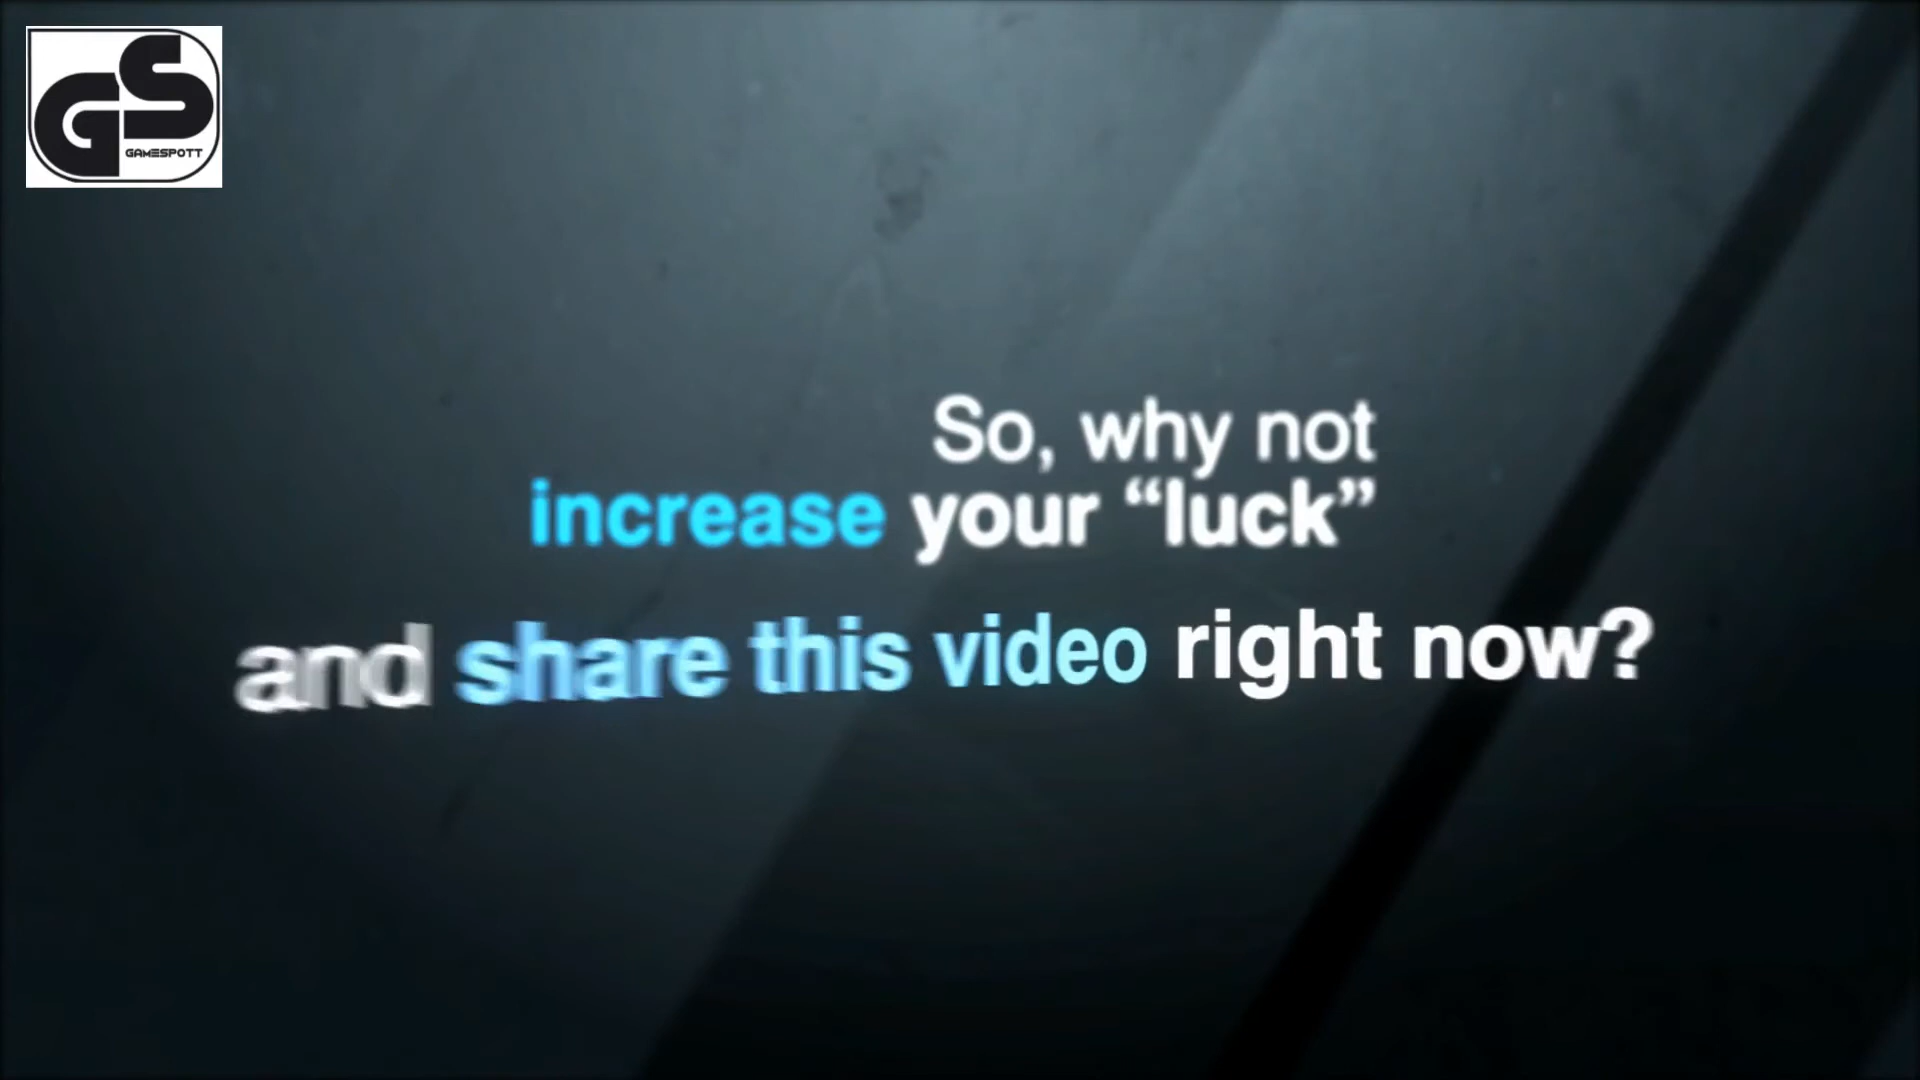 GS
GAMESPOTT
So, why not
increase your “luck”
and share this video right now?